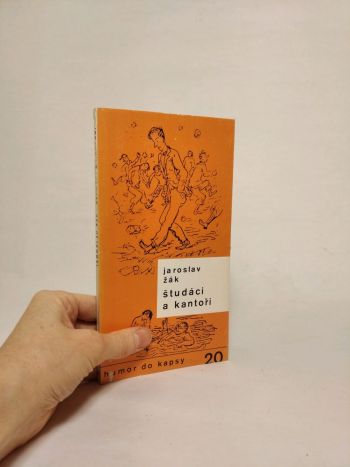 jaroslav
žák
študáci
a kantoři
humor do kapsy 20